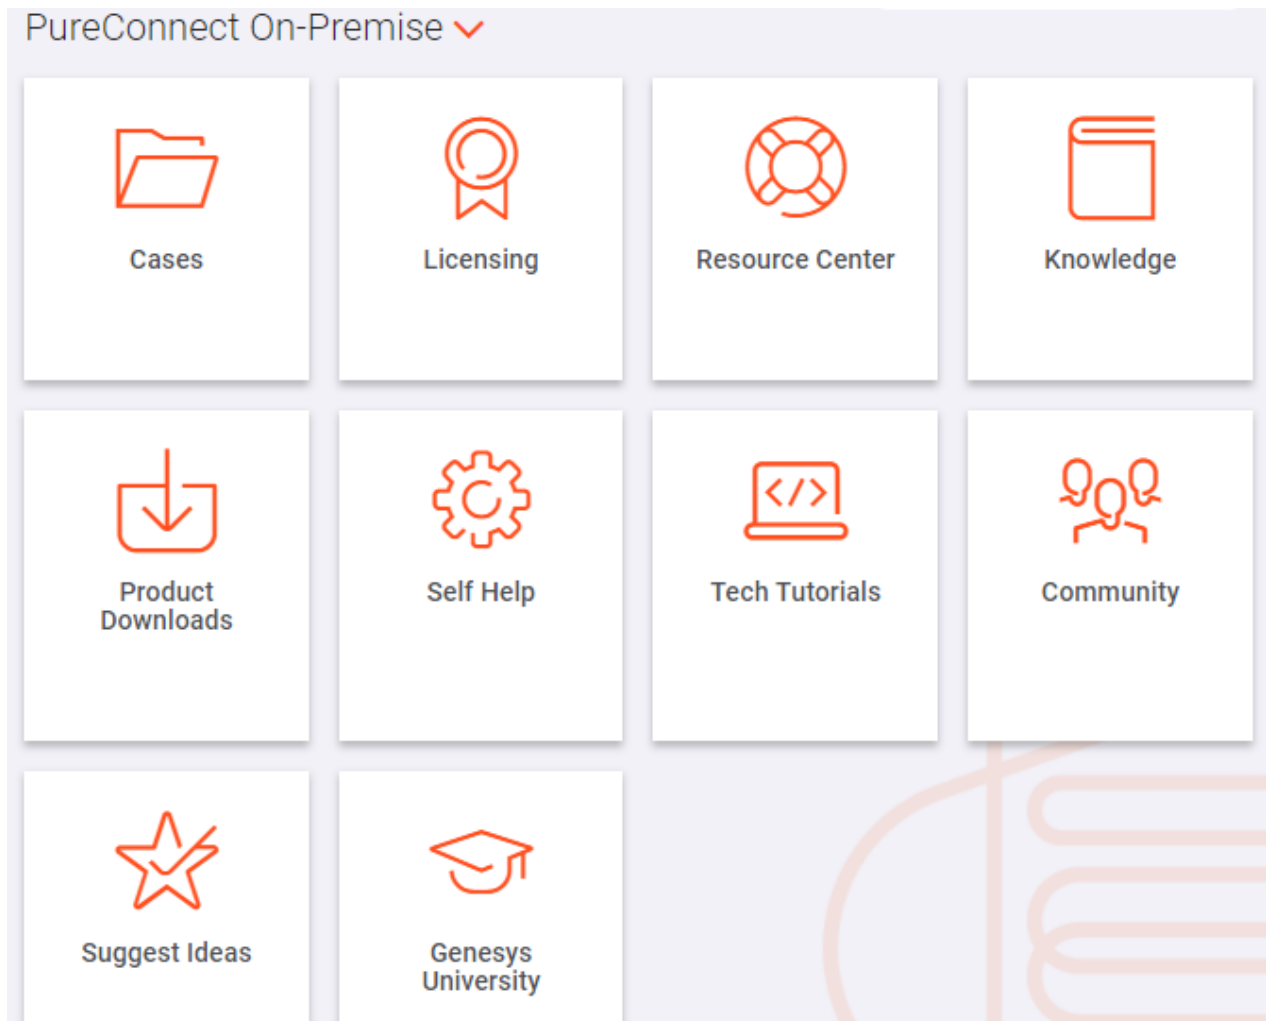 PureConnect On-Premise
Cases
Licensing
Resource Center
Knowledge
Product
Downloads
Self Help
Tech Tutorials
Community
Suggest Ideas
Genesys
University